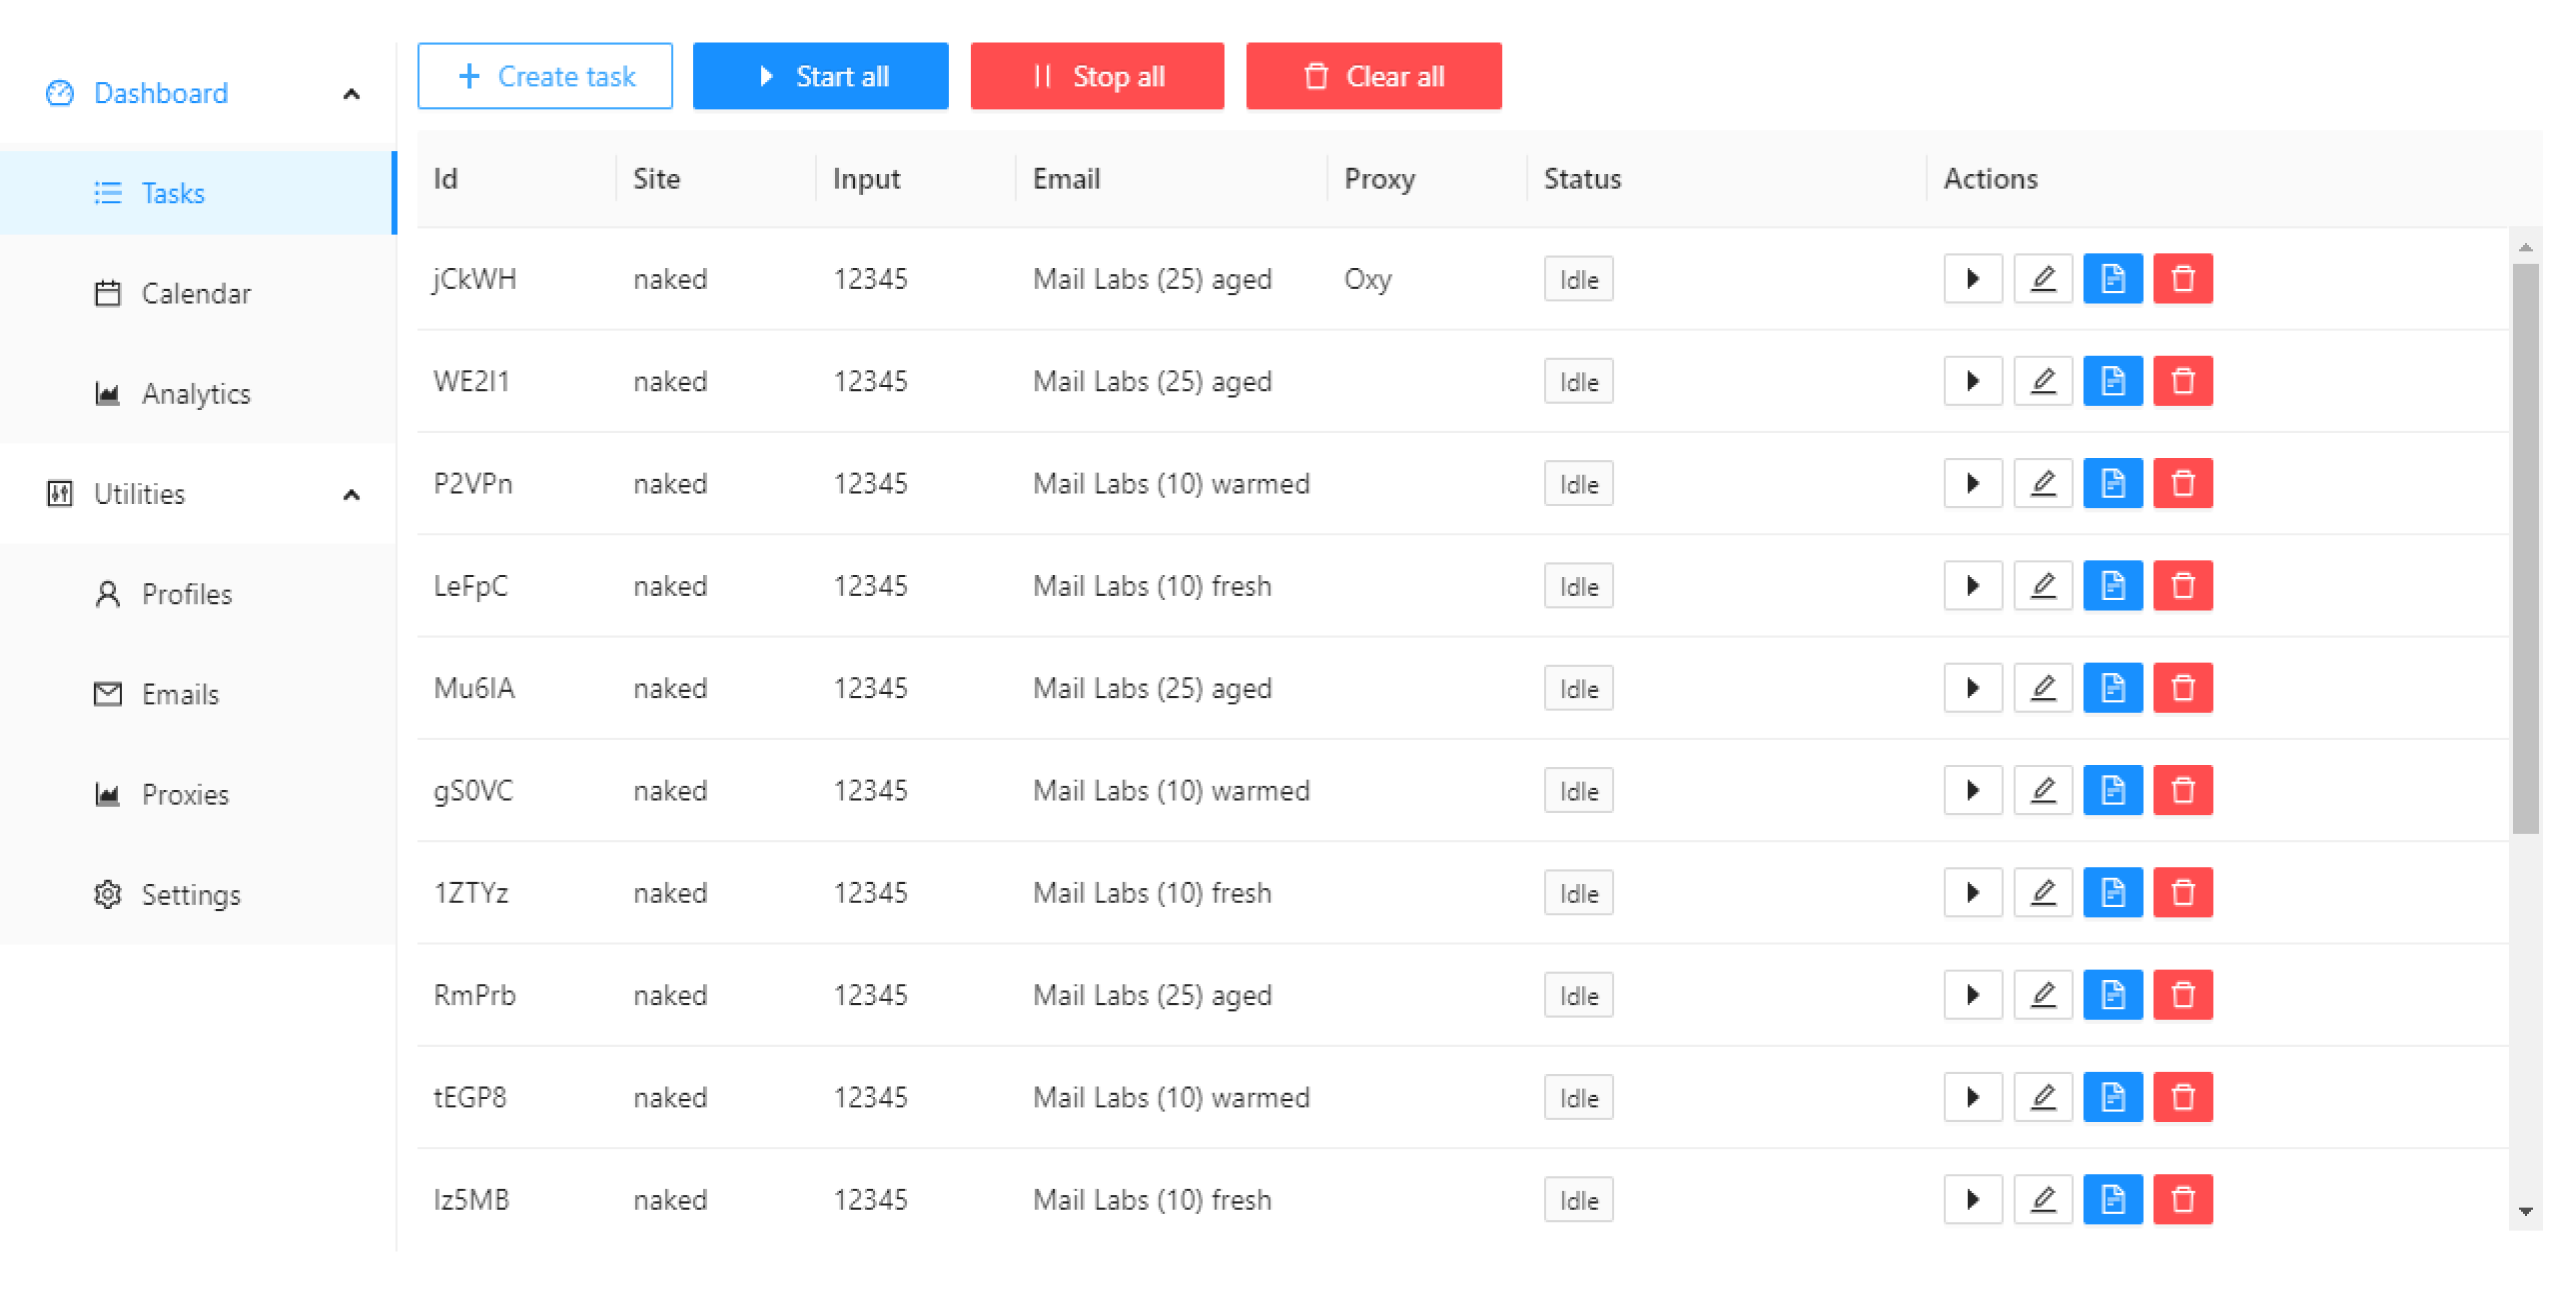 Dashboard
Tasks
Calendar
Analytics
Utilities
Profiles
Emails
Proxies
Settings
Create task Start all Stop all Clear all
Id Site Input Email Proxy Status Actions
jCkWH naked 12345 Mail Labs (25) aged Oxy Idle
WE2I1 naked 12345 Mail Labs (25) aged Idle
P2VPn naked 12345 Mail Labs (10) warmed Idle
LeFpC naked 12345 Mail Labs (10) fresh Idle
Mu6IA naked 12345 Mail Labs (25) aged Idle
gS0VC naked 12345 Mail Labs (10) warmed Idle
1ZTYz naked 12345 Mail Labs (10) fresh Idle
RmPrb naked 12345 Mail Labs (25) aged Idle
tEGP8 naked 12345 Mail Labs (10) warmed Idle
Iz5MB naked 12345 Mail Labs (10) fresh Idle